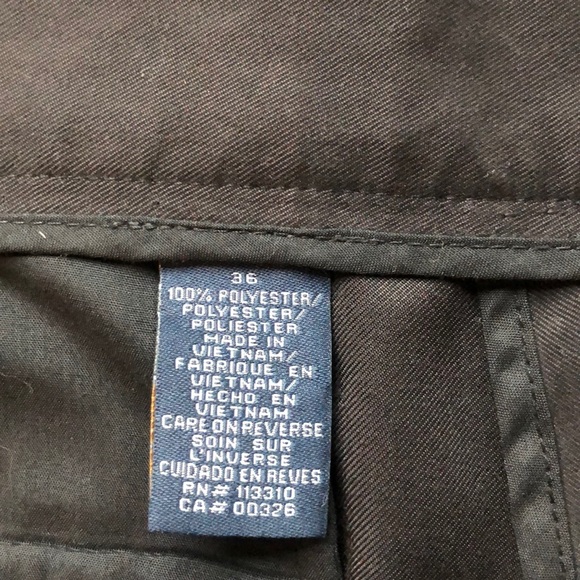 36
100% POLYESTER/
POLYESTER/
POLIESTER
MADE IN
VIETNAM/
FABRIQUE EN
VIETNAM/
HECHO EN
VIETNAM
CARE ON REVERSE
SOIN SUR
L'INVERSE
CUIDADO EN REVES
RN# 113310
CA# 00326